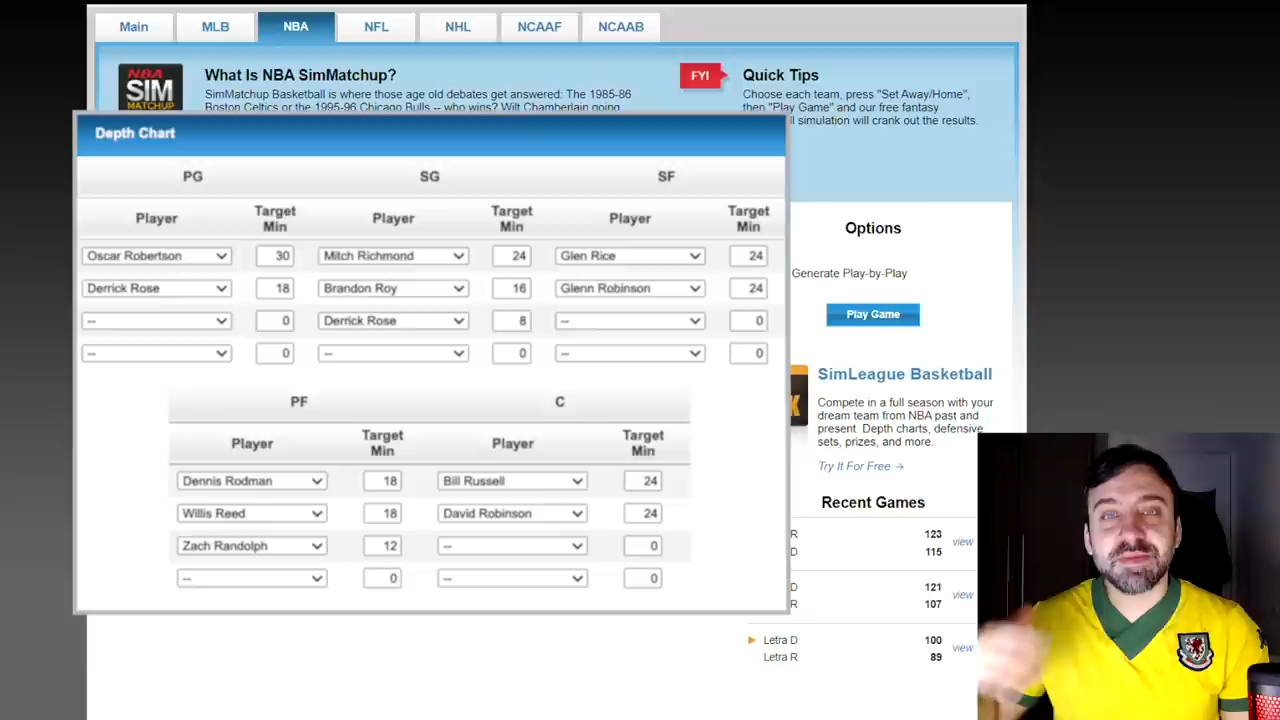 Main
MLB
NBA
NFL
NHL
NCAAF
NCAAB
NBA
SIM
MATCHUP
What Is NBA SimMatchup?
SimMatchup Basketball is where those age old debates get answered: The 1985-86
Boston Celtics or the 1995-96 Chicago Bulls -- who wins? Wilt Chamberlain going
FYI
Quick Tips
Choose each team, press "Set Away/Home",
then "Play Game" and our free fantasy
simulation will crank out the results.
Depth Chart
PG
SG
SF
Player
Target
Min
Player
Target
Min
Player
Target
Min
Oscar Robertson
30
Mitch Richmond
24
Glen Rice
24
Derrick Rose
18
Brandon Roy
16
Glenn Robinson
24
--
0
Derrick Rose
8
--
0
--
0
--
0
--
0
PF
C
Player
Target
Min
Player
Target
Min
Dennis Rodman
18
Bill Russell
24
Willis Reed
18
David Robinson
24
Zach Randolph
12
--
0
--
0
--
0
Options
Generate Play-by-Play
Play Game
SimLeague Basketball
Compete in a full season with your
dream team from NBA past and
present. Depth charts, defensive
sets, prizes, and more.
Try It For Free →
Recent Games
R
123
D
115
view
D
121
R
107
view
Letra D
100
Letra R
89
view